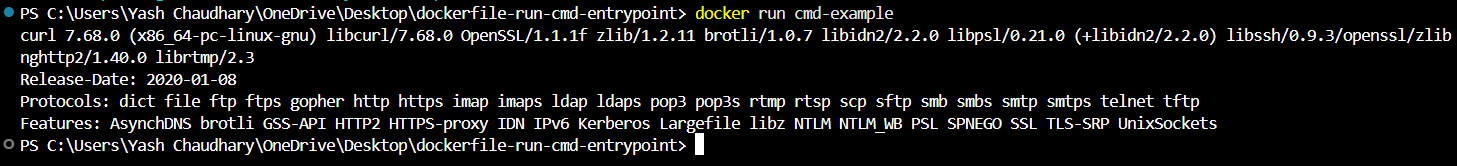 PS C:\Users\Yash Chaudhary\OneDrive\Desktop\dockerfile-run-cmd-entrypoint> docker run cmd-example
curl 7.68.0 (x86_64-pc-linux-gnu) libcurl/7.68.0 OpenSSL/1.1.1f zlib/1.2.11 brotli/1.0.7 libidn2/2.2.0 libpsl/0.21.0 (+libidn2/2.2.0) libssh/0.9.3/openssl/zlib
nghttp2/1.40.0 librtmp/2.3
Release-Date: 2020-01-08
Protocols: dict file ftp ftps gopher http https imap imaps ldap ldaps pop3 pop3s rtmp rtsp scp sftp smb smbs smtp smtps telnet tftp
Features: AsynchDNS brotli GSS-API HTTP2 HTTPS-proxy IDN IPv6 Kerberos Largefile libz NTLM NTLM_WB PSL SPNEGO SSL TLS-SRP UnixSockets
PS C:\Users\Yash Chaudhary\OneDrive\Desktop\dockerfile-run-cmd-entrypoint>